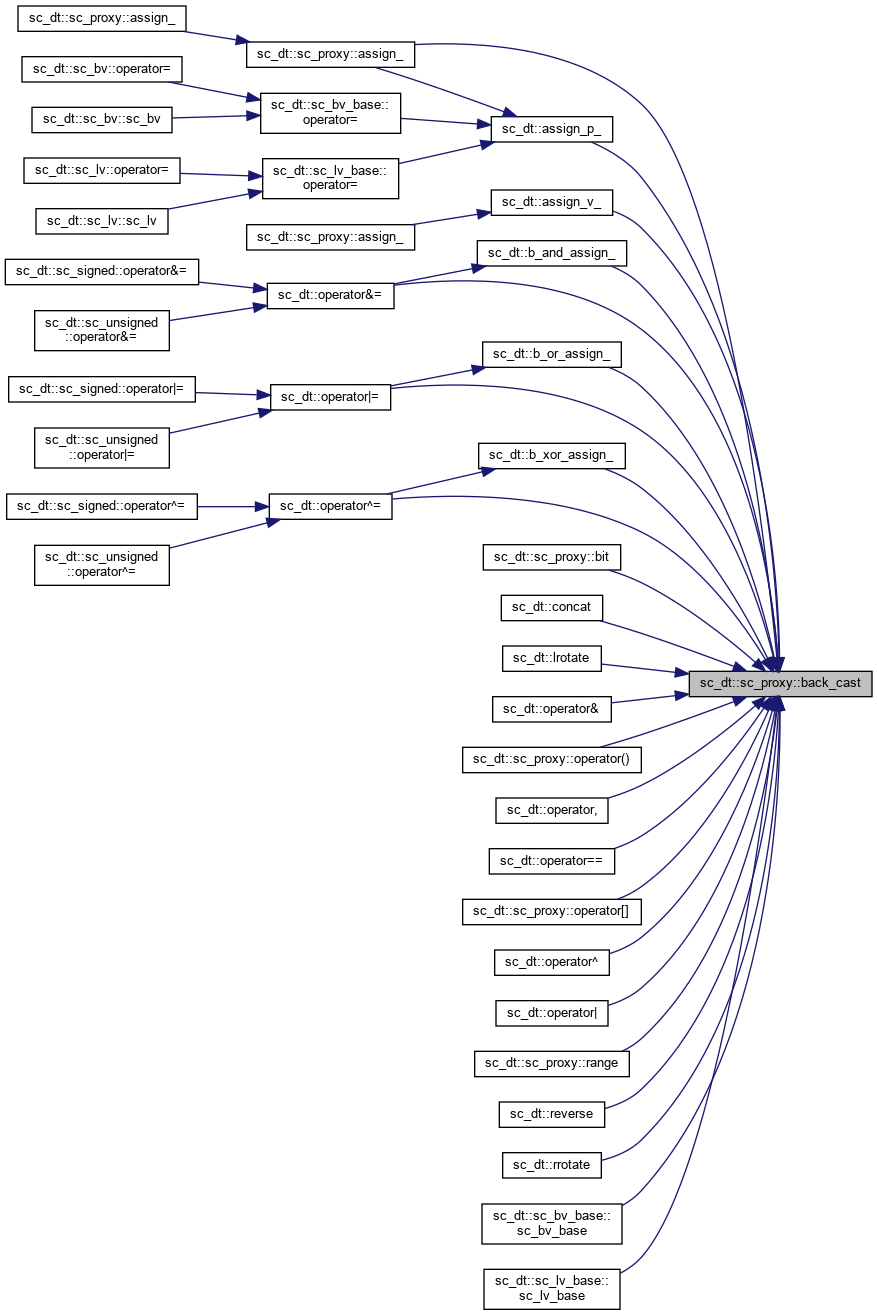 sc_dt::sc_proxy::assign_
sc_dt::sc_proxy::assign_
sc_dt::sc_bv::operator=
sc_dt::sc_bv_base::
operator=
sc_dt::sc_bv::sc_bv
sc_dt::assign_p_
sc_dt::sc_lv::operator=
sc_dt::sc_lv_base::
operator=
sc_dt::sc_lv::sc_lv
sc_dt::assign_v_
sc_dt::sc_proxy::assign_
sc_dt::b_and_assign_
sc_dt::sc_signed::operator&=
sc_dt::operator&=
sc_dt::sc_unsigned
::operator&=
sc_dt::b_or_assign_
sc_dt::sc_signed::operator|=
sc_dt::operator|=
sc_dt::sc_unsigned
::operator|=
sc_dt::b_xor_assign_
sc_dt::sc_signed::operator^=
sc_dt::operator^=
sc_dt::sc_unsigned
::operator^=
sc_dt::sc_proxy::bit
sc_dt::concat
sc_dt::lrotate
sc_dt::sc_proxy::back_cast
sc_dt::operator&
sc_dt::sc_proxy::operator()
sc_dt::operator,
sc_dt::operator==
sc_dt::sc_proxy::operator[]
sc_dt::operator^
sc_dt::operator|
sc_dt::sc_proxy::range
sc_dt::reverse
sc_dt::rrotate
sc_dt::sc_bv_base::
sc_bv_base
sc_dt::sc_lv_base::
sc_lv_base